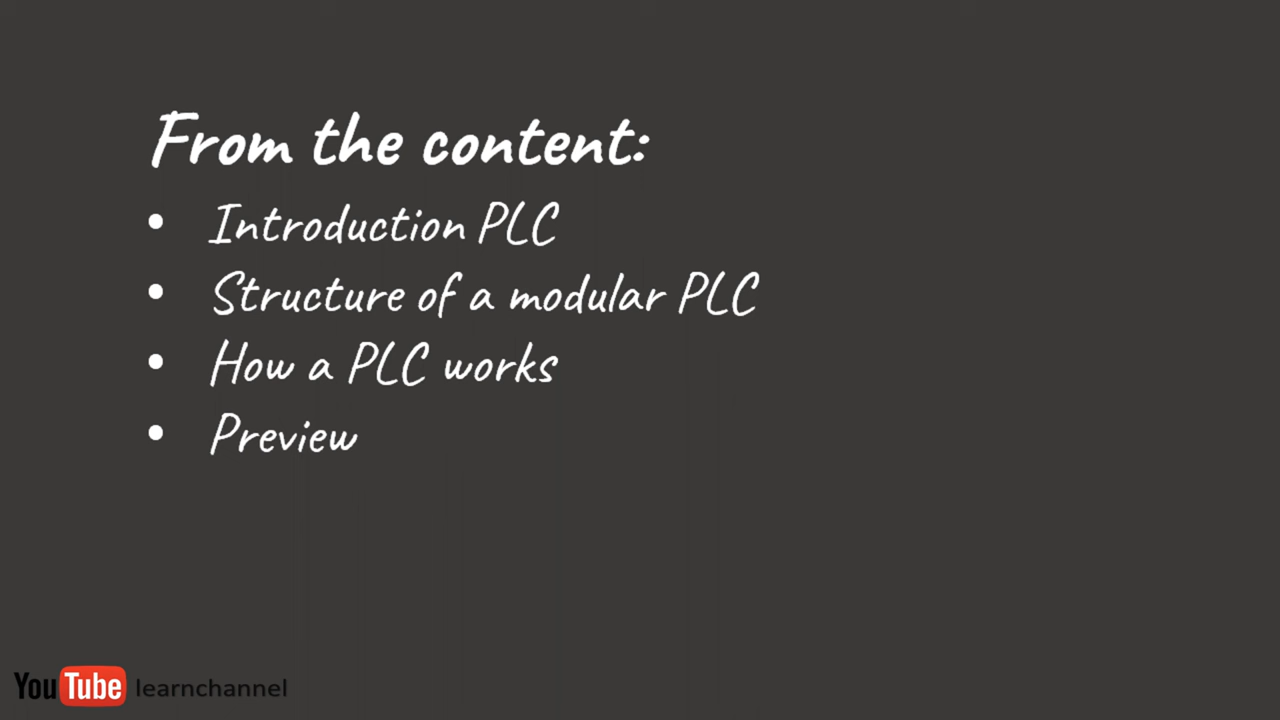 From the content:
• Introduction PLC
• Structure of a modular PLC
• How a PLC works
• Preview
YouTube learnchannel